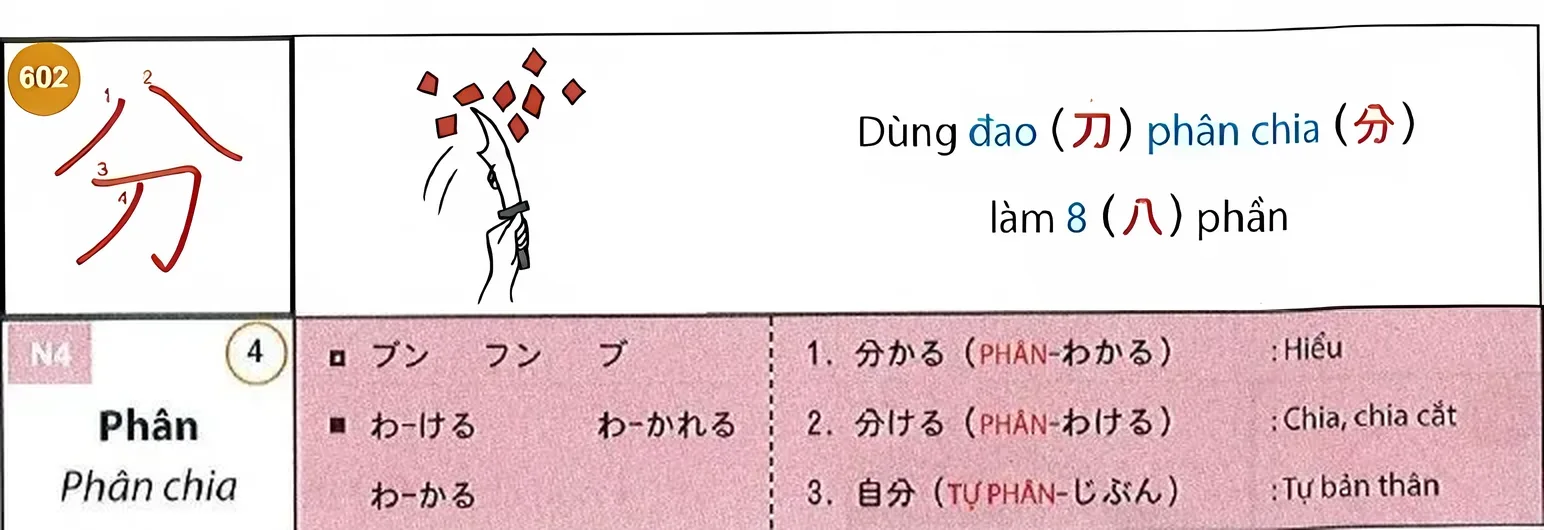 602
1 2 3 4
分
Dùng đao (刀) phân chia (分)
làm 8 (八) phần
N4
4
Phân
Phân chia
ブン フン ブ
わ-ける わ-かれる
わ-かる
1. 分かる (PHÂN-わかる) : Hiểu
2. 分ける (PHÂN-わける) : Chia, chia cắt
3. 自分 (TỰ PHÂN-じぶん) : Tự bản thân